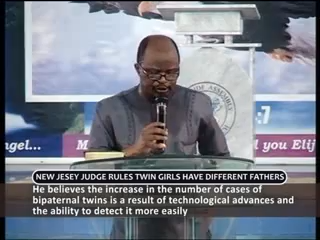 :7
ngel...
you Elij
NEW JESEY JUDGE RULES TWIN GIRLS HAVE DIFFERENT FATHERS
He believes the increase in the number of cases of
bipaternal twins is a result of technological advances and
the ability to detect it more easily